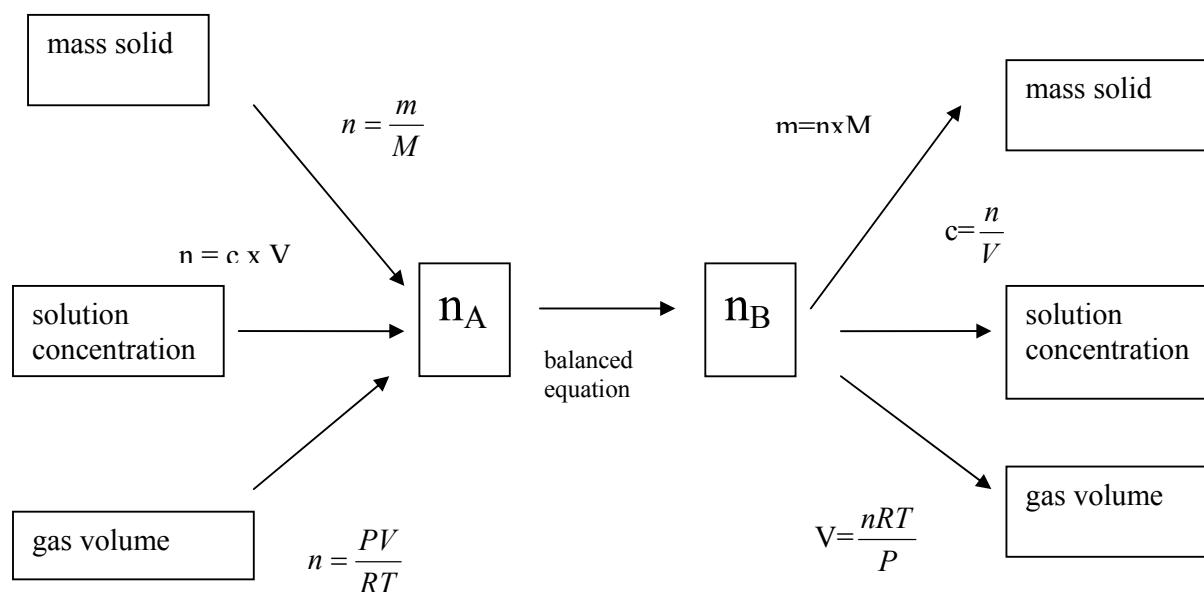 mass solid
n = m/M
n = c x V
solution
concentration
gas volume
n = PV/RT
n_A
balanced
equation
n_B
m=nxM
c=n/V
V=nRT/P
mass solid
solution
concentration
gas volume